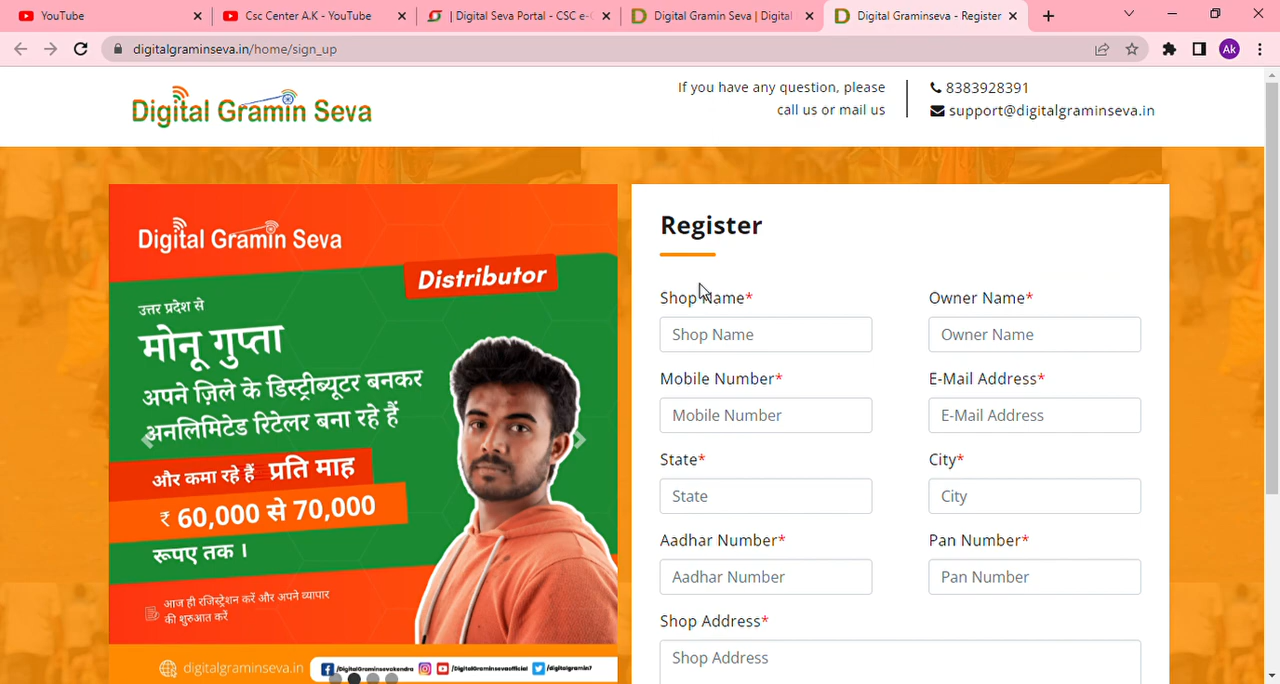 YouTube
Csc Center A.K - YouTube
| Digital Seva Portal - CSC e-G
Digital Gramin Seva | Digital
Digital Graminseva - Register
digitalgraminseva.in/home/sign_up
Ak
Digital Gramin Seva
If you have any question, please
call us or mail us
8383928391
support@digitalgraminseva.in
Digital Gramin Seva
Distributor
उत्तर प्रदेश से
मोनू गुप्ता
अपने ज़िले के डिस्ट्रीब्यूटर बनकर
अनलिमिटेड रिटेलर बना रहे हैं
और कमा रहे हैं प्रति माह
₹ 60,000 से 70,000
रूपए तक ।
आज ही रजिस्ट्रेशन करें और अपने व्यापार
की शुरुआत करें
digitalgraminseva.in
/DigitalGraminsevakendra
/DigitalGraminsevaofficial
/digitalgramin7
Register
Shop Name*
Owner Name*
Shop Name
Owner Name
Mobile Number*
E-Mail Address*
Mobile Number
E-Mail Address
State*
City*
State
City
Aadhar Number*
Pan Number*
Aadhar Number
Pan Number
Shop Address*
Shop Address